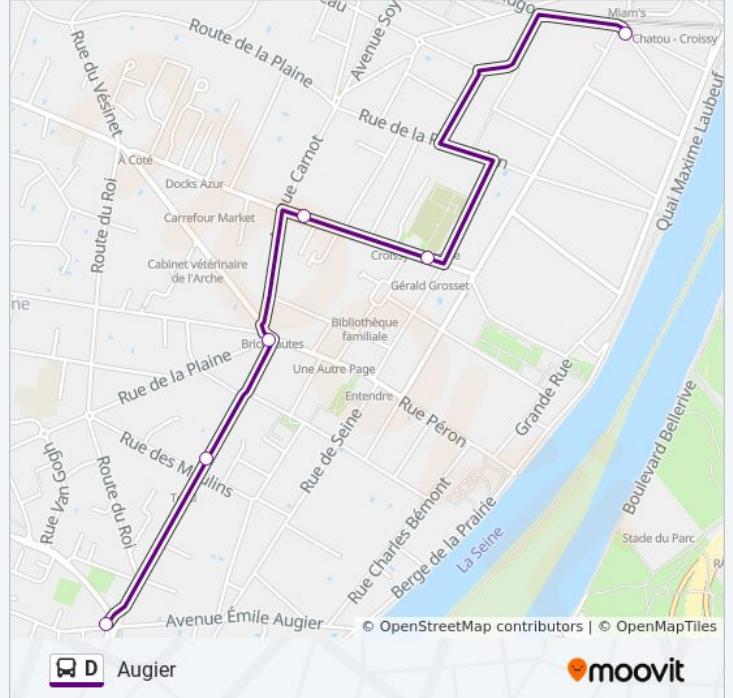 Miam's
Chatou - Croissy
Avenue Soy
Route de la Plaine
Rue du Vésinet
Quai Maxime Laubeuf
Rue de la
À Coté
Docks Azur
Carrefour Market
Route du Roi
Cabinet vétérinaire
de l'Arche
Gérald Grosset
Bibliothèque
familiale
Une Autre Page
Entendre
Rue de la Plaine
Rue Péron
Grande Rue
Rue des Moulins
Rue de Seine
Route du Roi
Rue Van Gogh
Boulevard Bellerive
Rue Charles Bémont
Berge de la Prairie
La Seine
Stade du Parc
Avenue Émile Augier
© OpenStreetMap contributors | © OpenMapTiles
D Augier
moovit